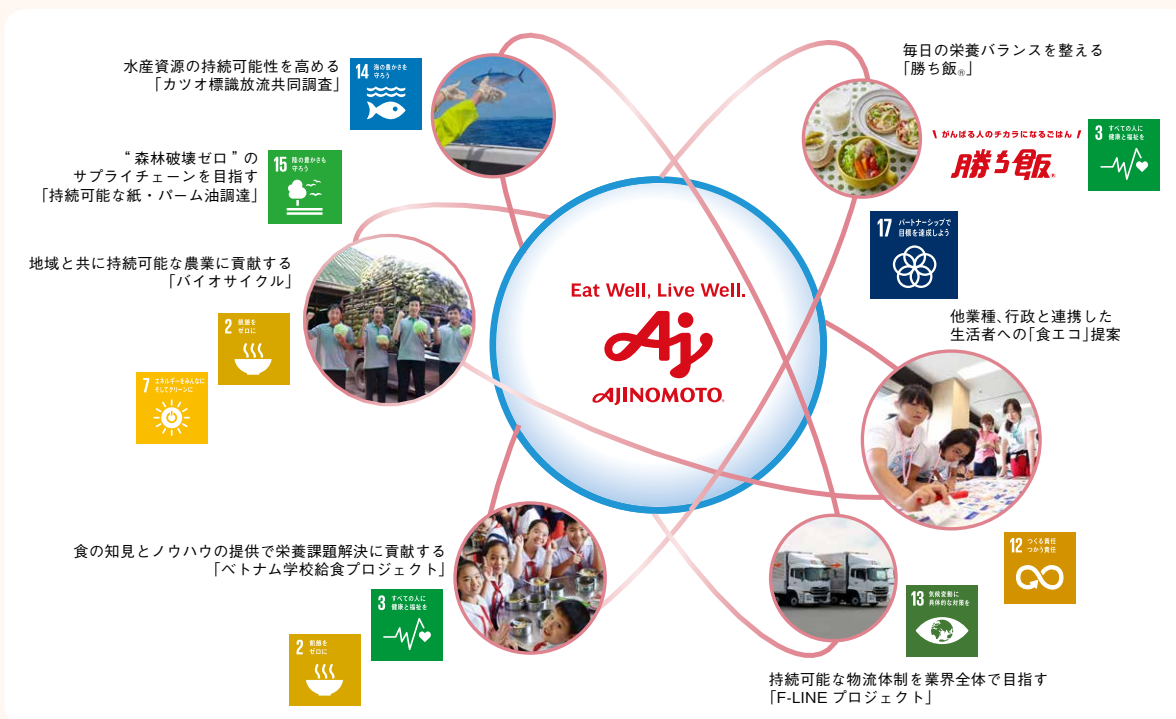 水産資源の持続可能性を高める
「カツオ標識放流共同調査」
14 海の豊かさを
守ろう
“森林破壊ゼロ”の
サプライチェーンを目指す
「持続可能な紙・パーム油調達」
15 陸の豊かさも
守ろう
地域と共に持続可能な農業に貢献する
「バイオサイクル」
2 飢餓を
ゼロに
7 エネルギーをみんなに
そしてクリーンに
食の知見とノウハウの提供で栄養課題解決に貢献する
「ベトナム学校給食プロジェクト」
3 すべての人に
健康と福祉を
2 飢餓を
ゼロに
Eat Well, Live Well.
Aj
AJINOMOTO
毎日の栄養バランスを整える
「勝ち飯®」
\ がんばる人のチカラになるごはん /
勝ち飯®
3 すべての人に
健康と福祉を
17 パートナーシップで
目標を達成しよう
他業種、行政と連携した
生活者への「食エコ」提案
12 つくる責任
つかう責任
13 気候変動に
具体的な対策を
持続可能な物流体制を業界全体で目指す
「F-LINE プロジェクト」